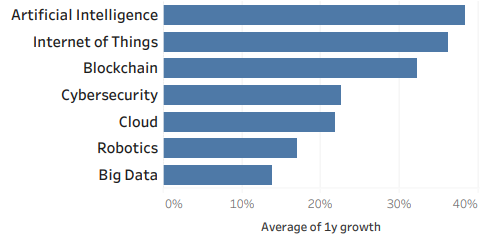 Artificial Intelligence
Internet of Things
Blockchain
Cybersecurity
Cloud
Robotics
Big Data
0% 10% 20% 30% 40%
Average of 1y growth